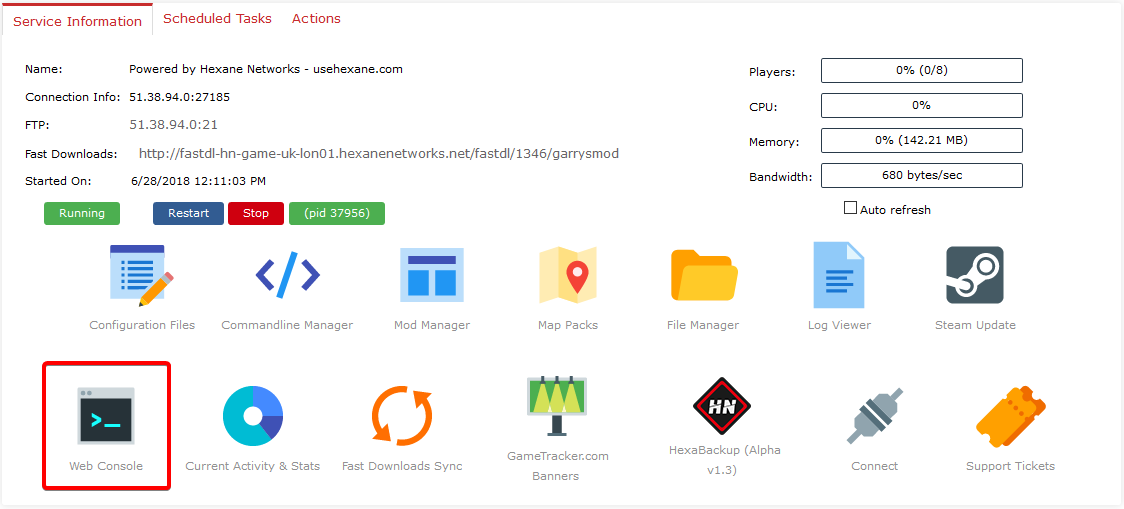 Service Information
Scheduled Tasks
Actions
Name: Powered by Hexane Networks - usehexane.com
Connection Info: 51.38.94.0:27185
FTP: 51.38.94.0:21
Fast Downloads: http://fastdl-hn-game-uk-lon01.hexanenetworks.net/fastdl/1346/garrysmod
Started On: 6/28/2018 12:11:03 PM
Players: 0% (0/8)
CPU: 0%
Memory: 0% (142.21 MB)
Bandwidth: 680 bytes/sec
Auto refresh
Running
Restart
Stop
(pid 37956)
Configuration Files
Commandline Manager
Mod Manager
Map Packs
File Manager
Log Viewer
Steam Update
>_
Web Console
Current Activity & Stats
Fast Downloads Sync
GameTracker.com
Banners
HN
HexaBackup (Alpha
v1.3)
Connect
Support Tickets